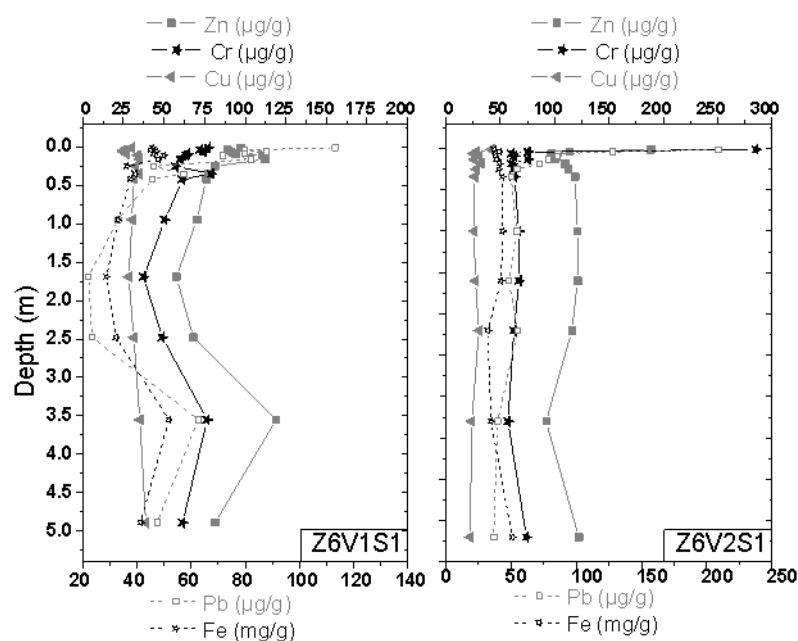 Zn (µg/g) Zn (µg/g)
Cr (µg/g) Cr (µg/g)
Cu (µg/g) Cu (µg/g)
0 25 50 75 100 125 150 175 200 0 50 100 150 200 250 300
0.0
0.5
1.0
1.5
2.0
2.5
3.0
3.5
4.0
4.5
5.0
Depth (m)
Z6V1S1 Z6V2S1
20 40 60 80 100 120 140 0 50 100 150 200 250
Pb (µg/g) Pb (µg/g)
Fe (mg/g) Fe (mg/g)